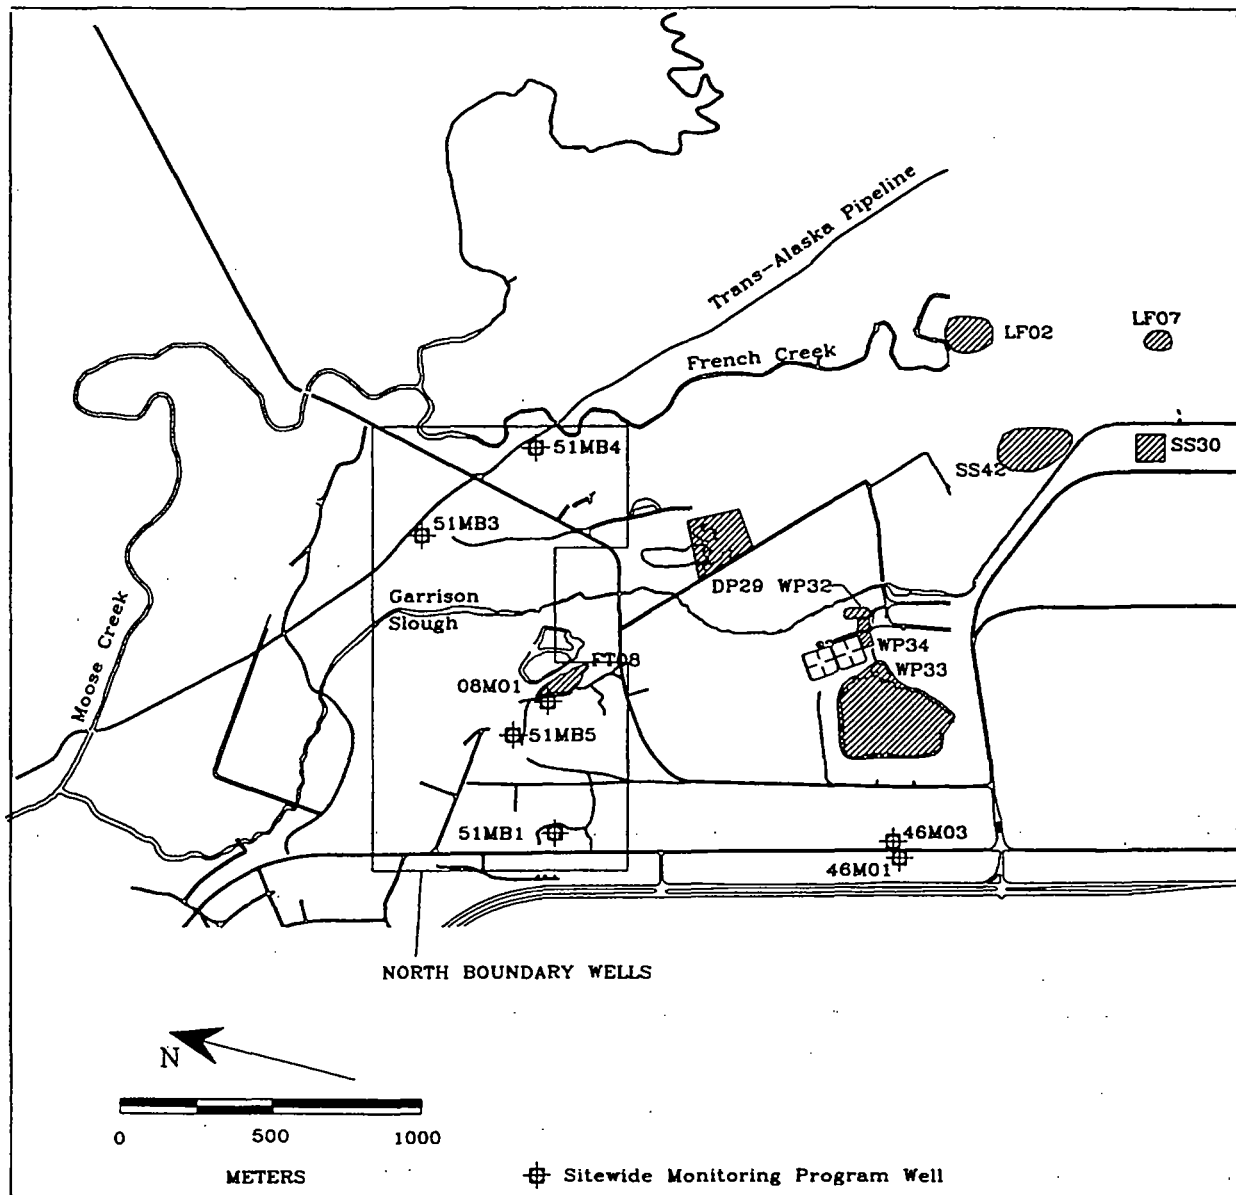 Trans-Alaska Pipeline
LF07
LF02
French Creek
51MB4
SS30
SS42
51MB3
DP29 WP32
Garrison
Slough
Moose Creek
WP34
FT08
WP33
08M01
51MB5
51MB1
46M03
46M01
NORTH BOUNDARY WELLS
N
0 500 1000
METERS
Sitewide Monitoring Program Well